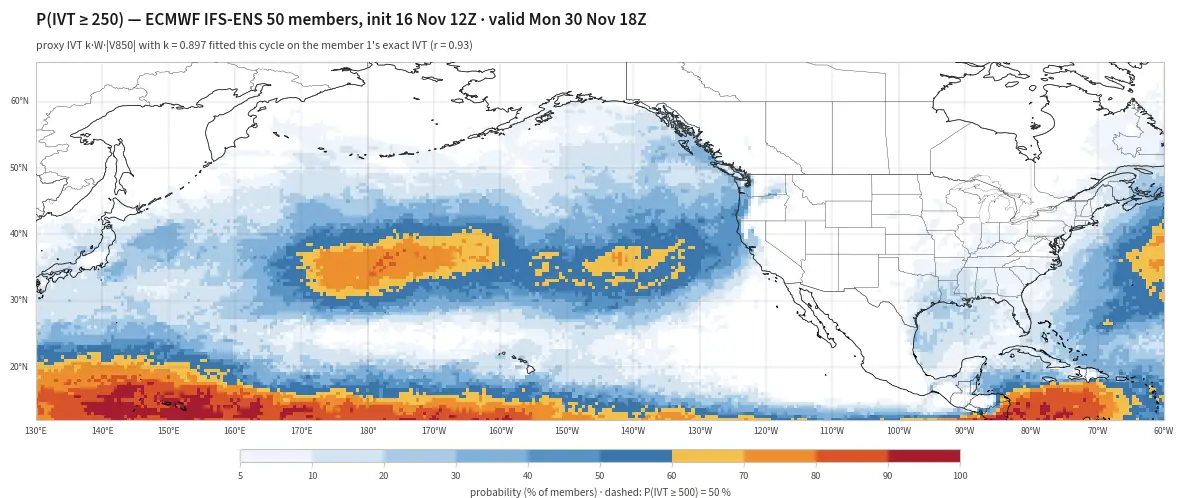 P(IVT ≥ 250) — ECMWF IFS-ENS 50 members, init 16 Nov 12Z · valid Mon 30 Nov 18Z
proxy IVT k·W·|V850| with k = 0.897 fitted this cycle on the member 1's exact IVT (r = 0.93)
60°N
50°N
40°N
30°N
20°N
130°E 140°E 150°E 160°E 170°E 180° 170°W 160°W 150°W 140°W 130°W 120°W 110°W 100°W 90°W 80°W 70°W 60°W
5 10 20 30 40 50 60 70 80 90 100
probability (% of members) · dashed: P(IVT ≥ 500) = 50 %